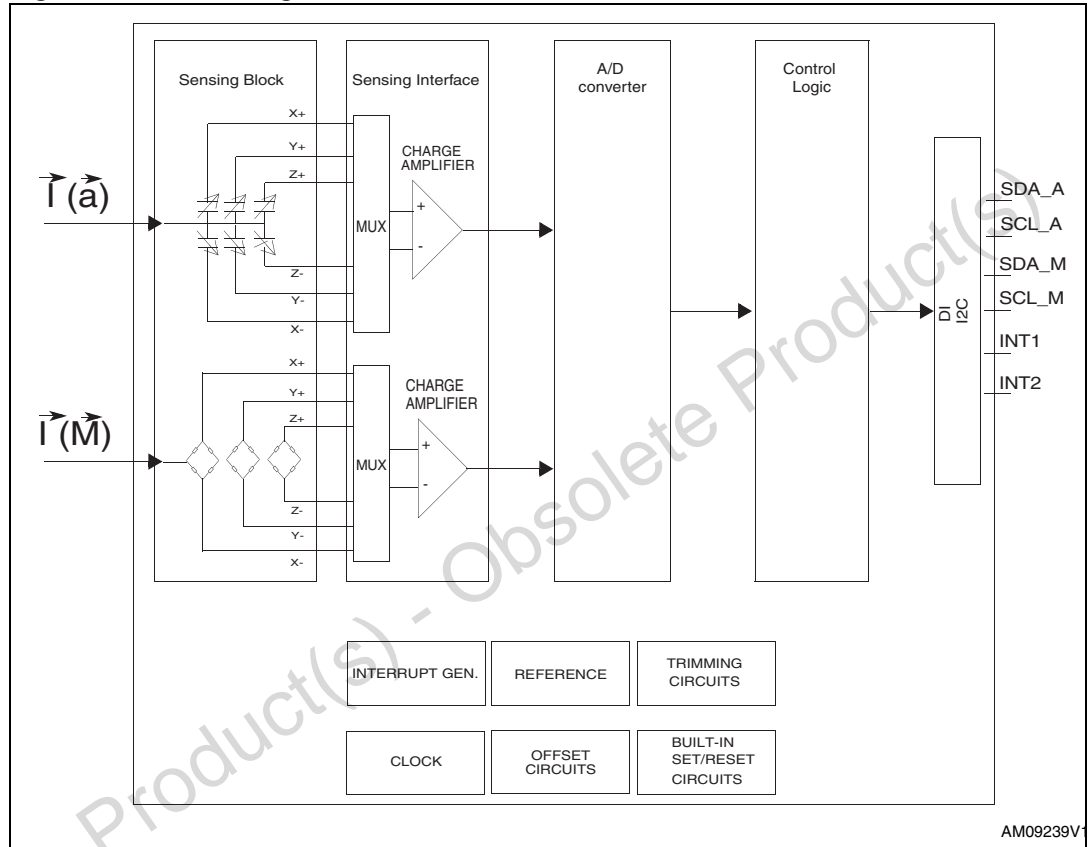 Sensing Block
Sensing Interface
A/D
converter
Control
Logic
X+
Y+
Z+
CHARGE
AMPLIFIER
I (a)
MUX
+
-
Z-
Y-
X-
X+
Y+
Z+
CHARGE
AMPLIFIER
I (M)
MUX
+
-
Z-
Y-
X-
DI
I2C
SDA_A
SCL_A
SDA_M
SCL_M
INT1
INT2
INTERRUPT GEN.
REFERENCE
TRIMMING
CIRCUITS
CLOCK
OFFSET
CIRCUITS
BUILT-IN
SET/RESET
CIRCUITS
Product(s) - Obsolete Product(s)
AM09239V1